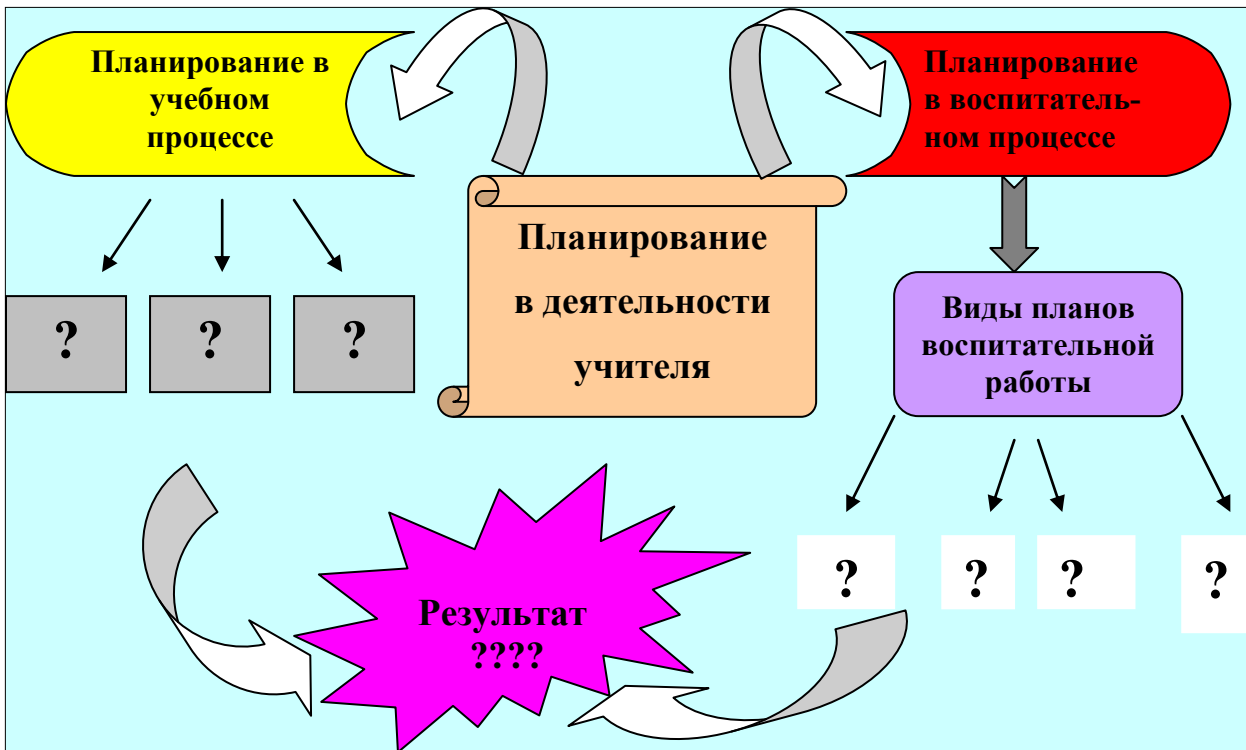 Планирование в
учебном
процессе
Планирование
в воспитатель-
ном процессе
Планирование
в деятельности
учителя
?
?
?
Виды планов
воспитательной
работы
?
?
?
?
Результат
????